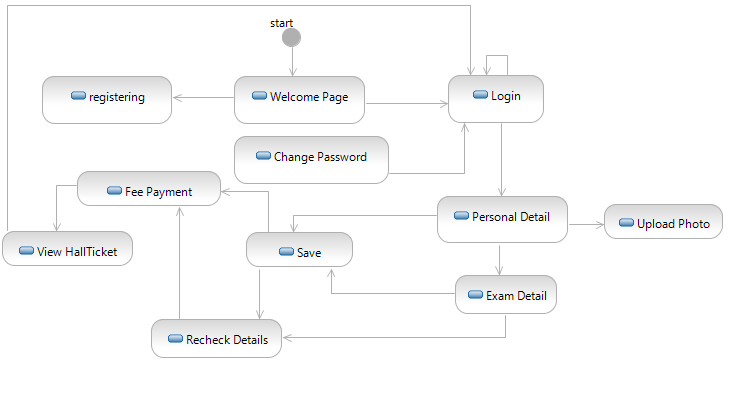 start
registering
Welcome Page
Login
Change Password
Fee Payment
Personal Detail
Upload Photo
View HallTicket
Save
Exam Detail
Recheck Details